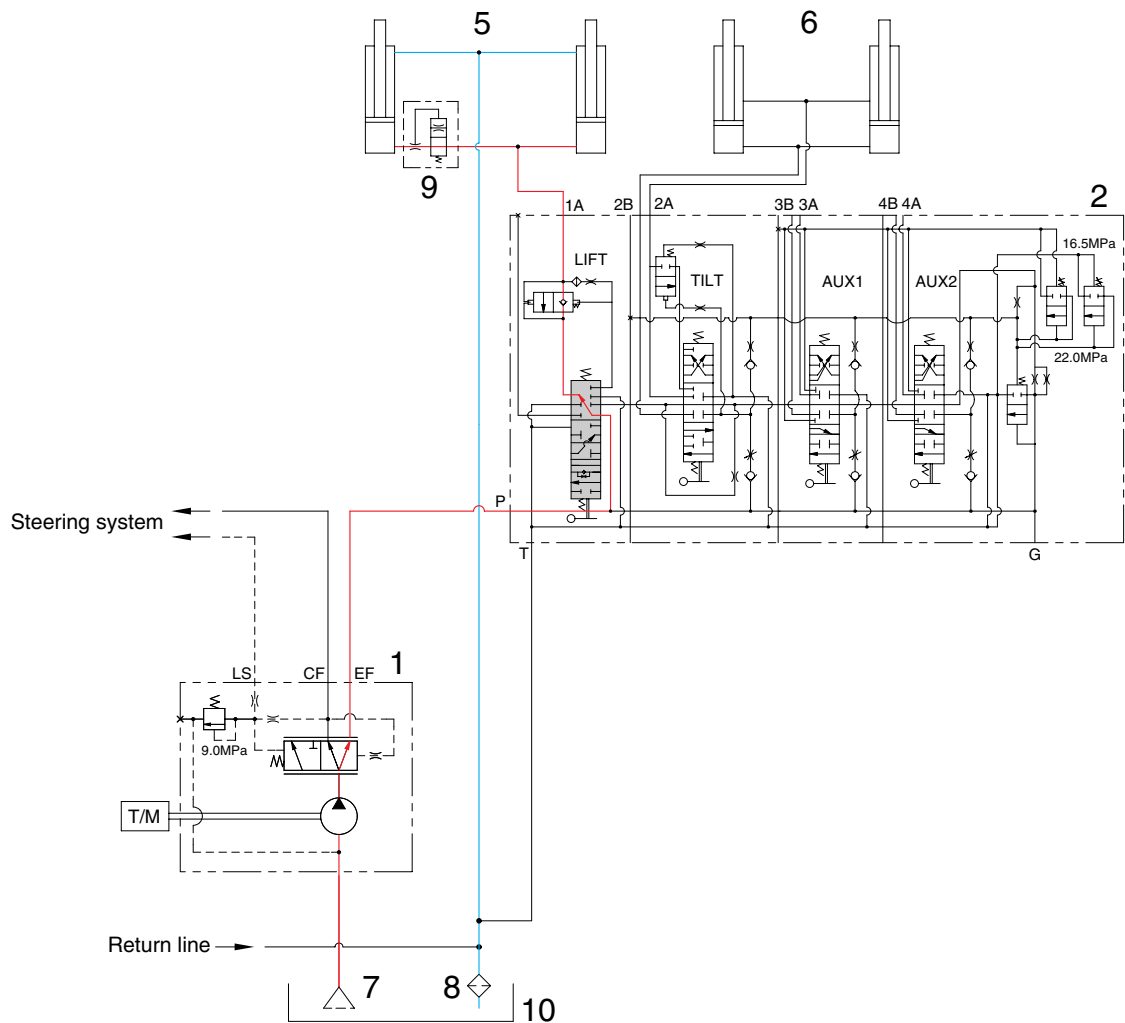 5
6
9
1A
2B
2A
3B
3A
4B
4A
2
16.5MPa
LIFT
TILT
AUX1
AUX2
22.0MPa
P
Steering system
T
G
LS
CF
EF
1
9.0MPa
T/M
Return line
7
8
10